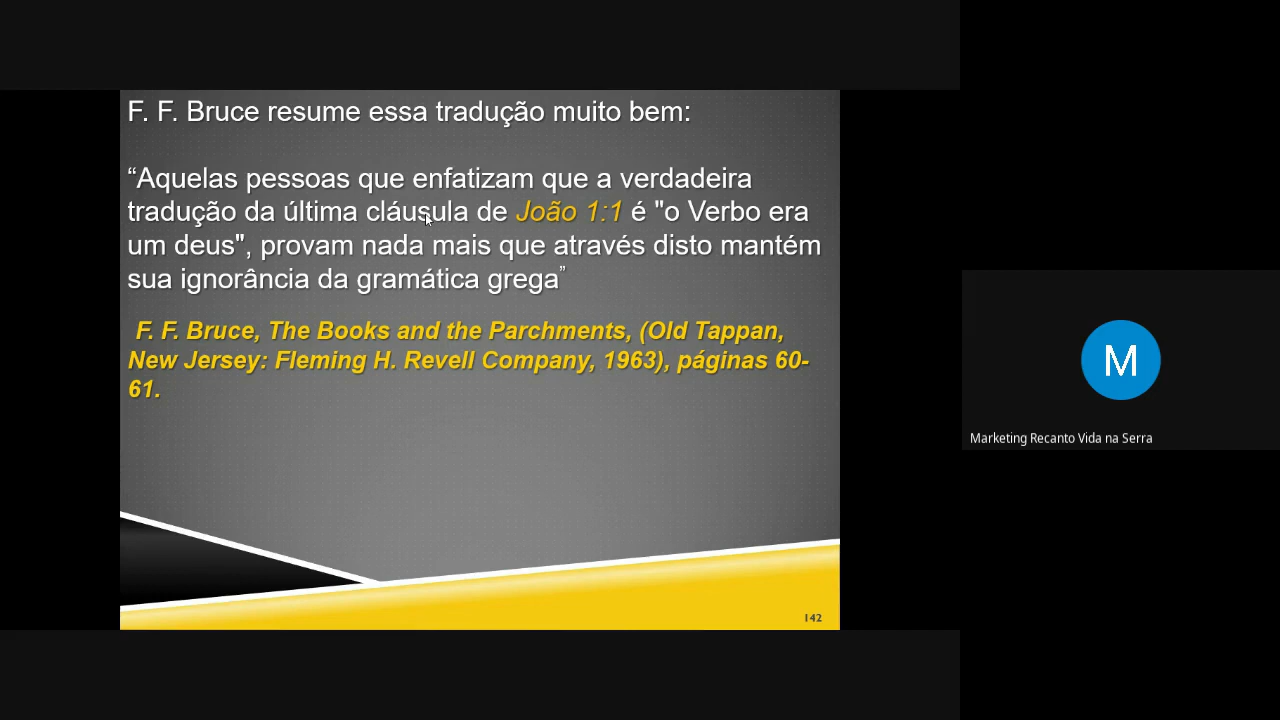 F. F. Bruce resume essa tradução muito bem:
“Aquelas pessoas que enfatizam que a verdadeira
tradução da última cláusula de João 1:1 é "o Verbo era
um deus", provam nada mais que através disto mantém
sua ignorância da gramática grega”
F. F. Bruce, The Books and the Parchments, (Old Tappan,
New Jersey: Fleming H. Revell Company, 1963), páginas 60-
61.
142
M
Marketing Recanto Vida na Serra